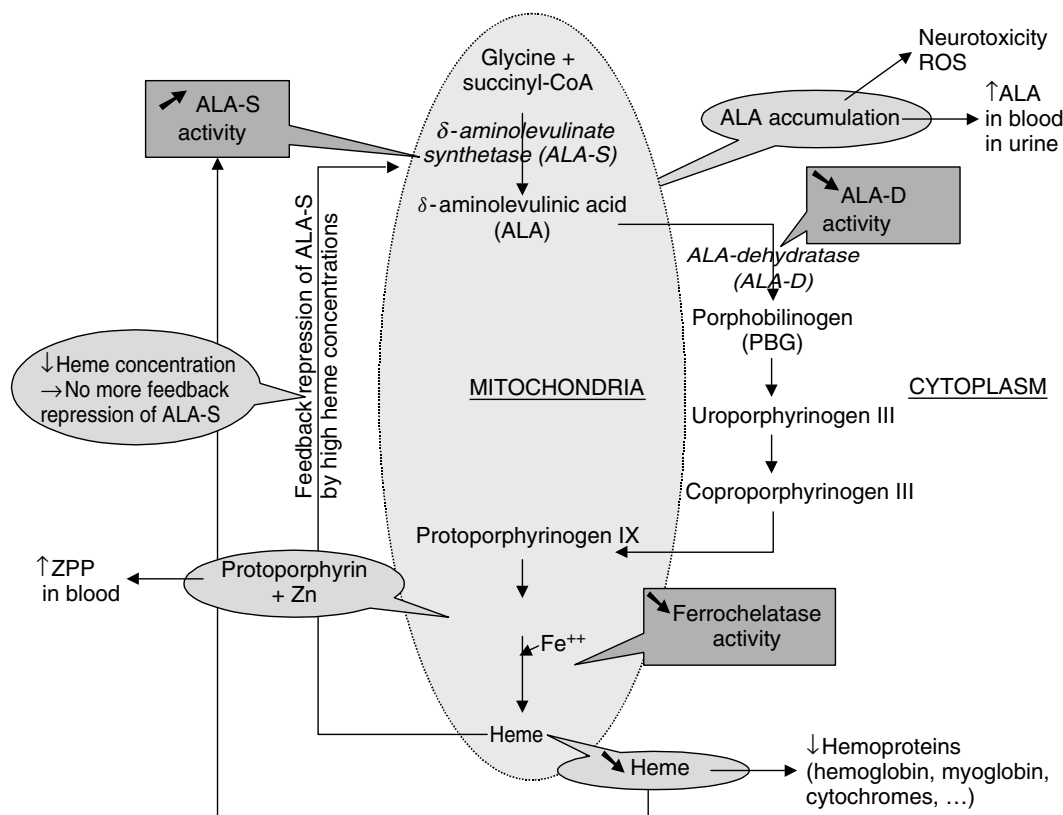 Glycine +
succinyl-CoA
Neurotoxicity
ROS
ALA-S
activity
ALA accumulation
↑ALA
in blood
in urine
δ-aminolevulinate
synthetase (ALA-S)
ALA-D
activity
δ-aminolevulinic acid
(ALA)
ALA-dehydratase
(ALA-D)
Feedback repression of ALA-S
by high heme concentrations
Porphobilinogen
(PBG)
↓Heme concentration
→No more feedback
repression of ALA-S
MITOCHONDRIA
CYTOPLASM
Uroporphyrinogen III
Coproporphyrinogen III
Protoporphyrinogen IX
↑ZPP
in blood
Protoporphyrin
+ Zn
Ferrochelatase
activity
Fe++
Heme
Heme
↓Hemoproteins
(hemoglobin, myoglobin,
cytochromes, …)